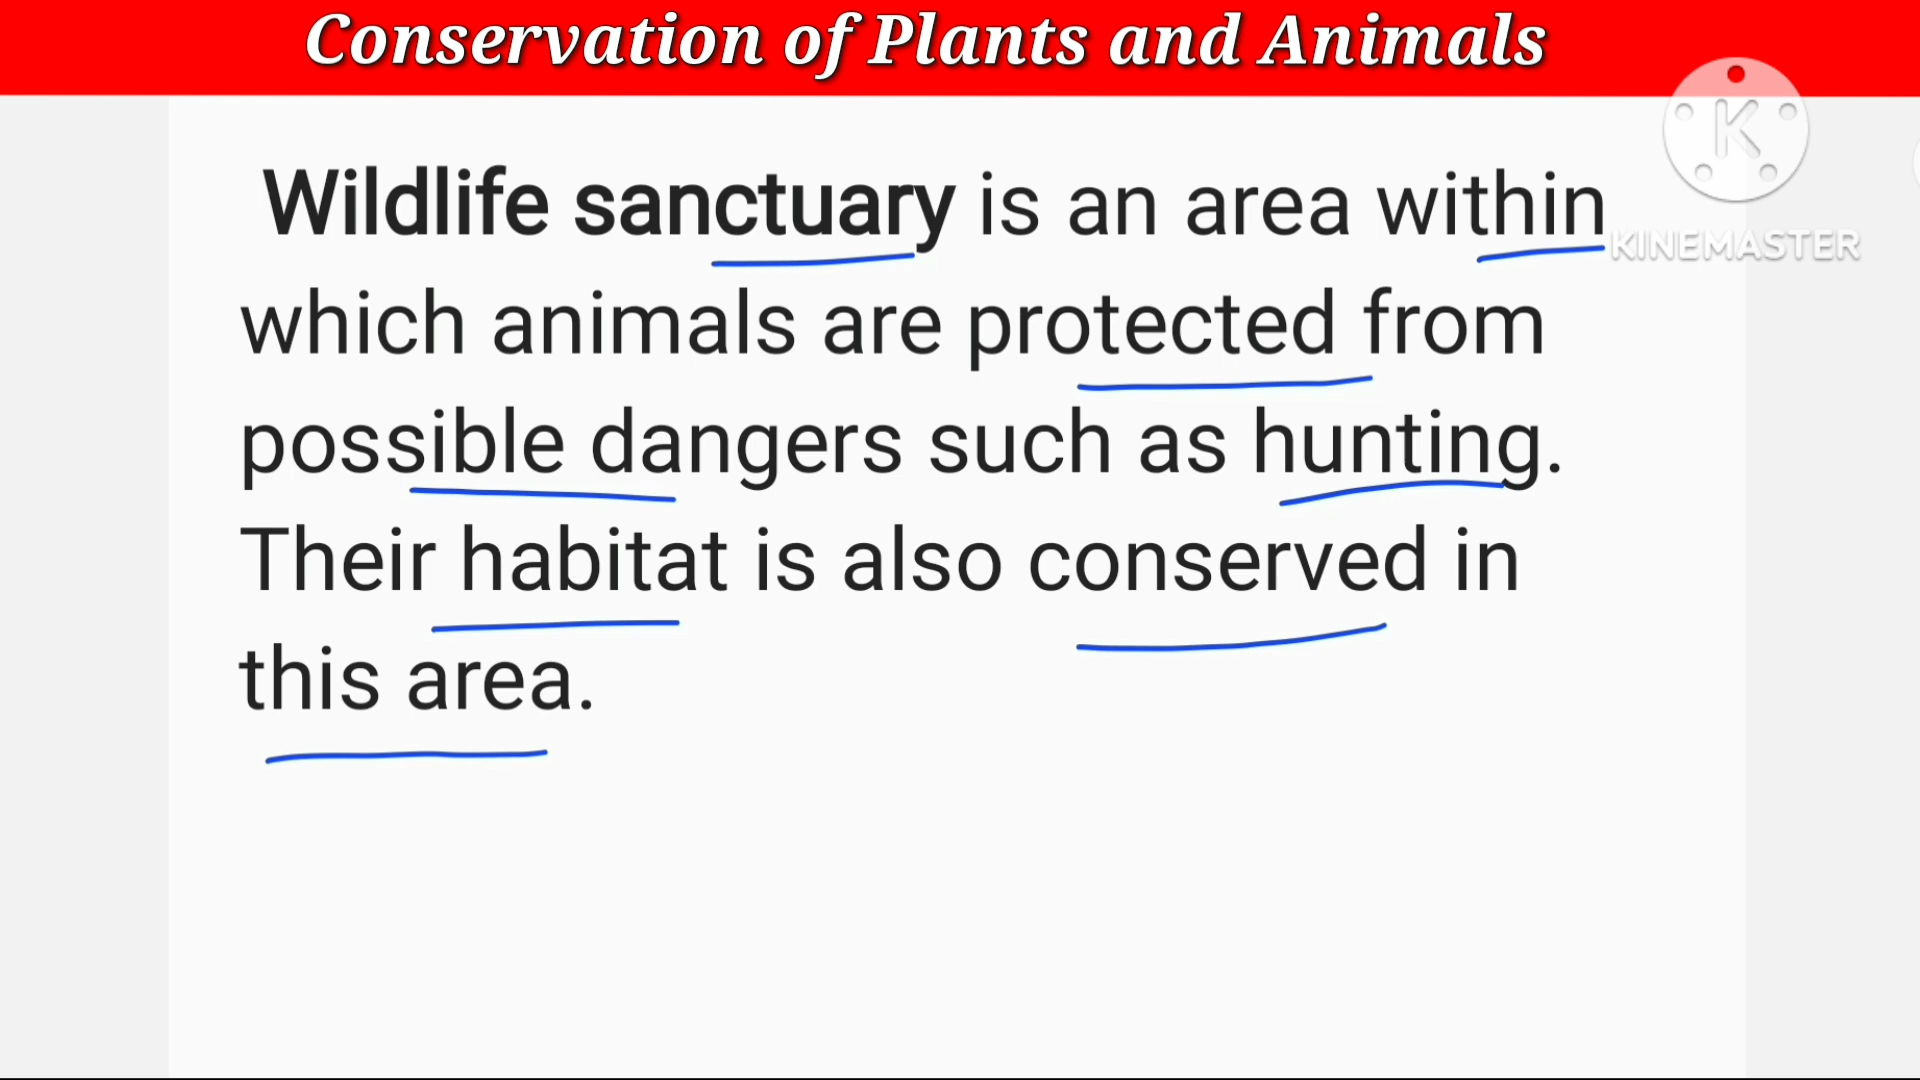 Conservation of Plants and Animals
K
KINEMASTER
Wildlife sanctuary is an area within
which animals are protected from
possible dangers such as hunting.
Their habitat is also conserved in
this area.